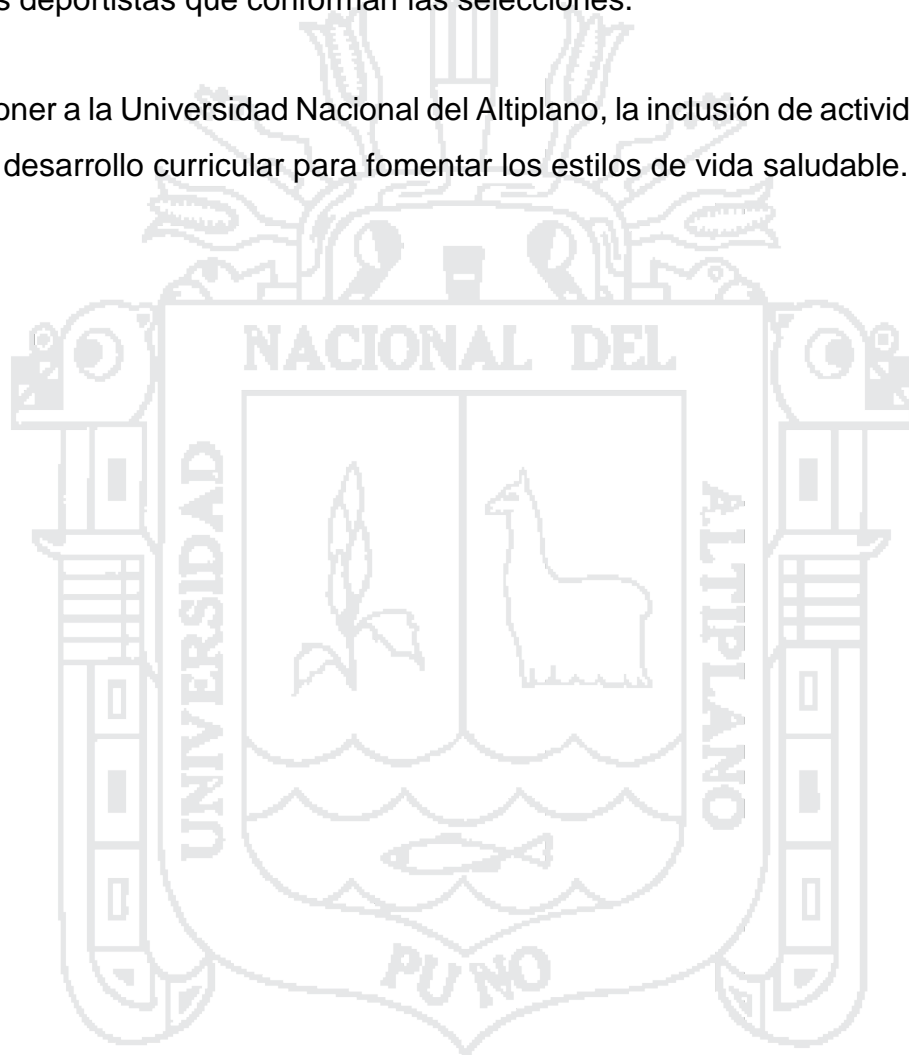 s deportistas que conforman las selecciones.
oner a la Universidad Nacional del Altiplano, la inclusión de activid
desarrollo curricular para fomentar los estilos de vida saludable.
NACIONAL DEL
UNIVERSIDAD
ALTIPLANO
PUNO